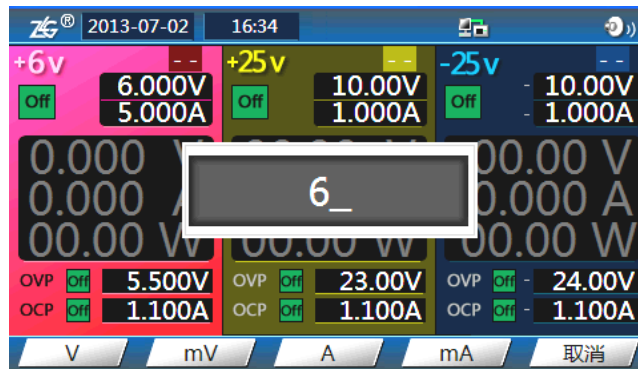 ZLG® 2013-07-02 16:34
+6v -- +25v -- -25v --
Off 6.000V Off 10.00V Off - 10.00V
5.000A 1.000A - 1.000A
0.000 V 00.00 V
0.000 A 0.000 A
00.00 W 00.00 W 00.00 W
6_
OVP Off 5.500V OVP Off 23.00V OVP Off - 24.00V
OCP Off 1.100A OCP Off 1.100A OCP Off - 1.100A
V mV A mA 取消